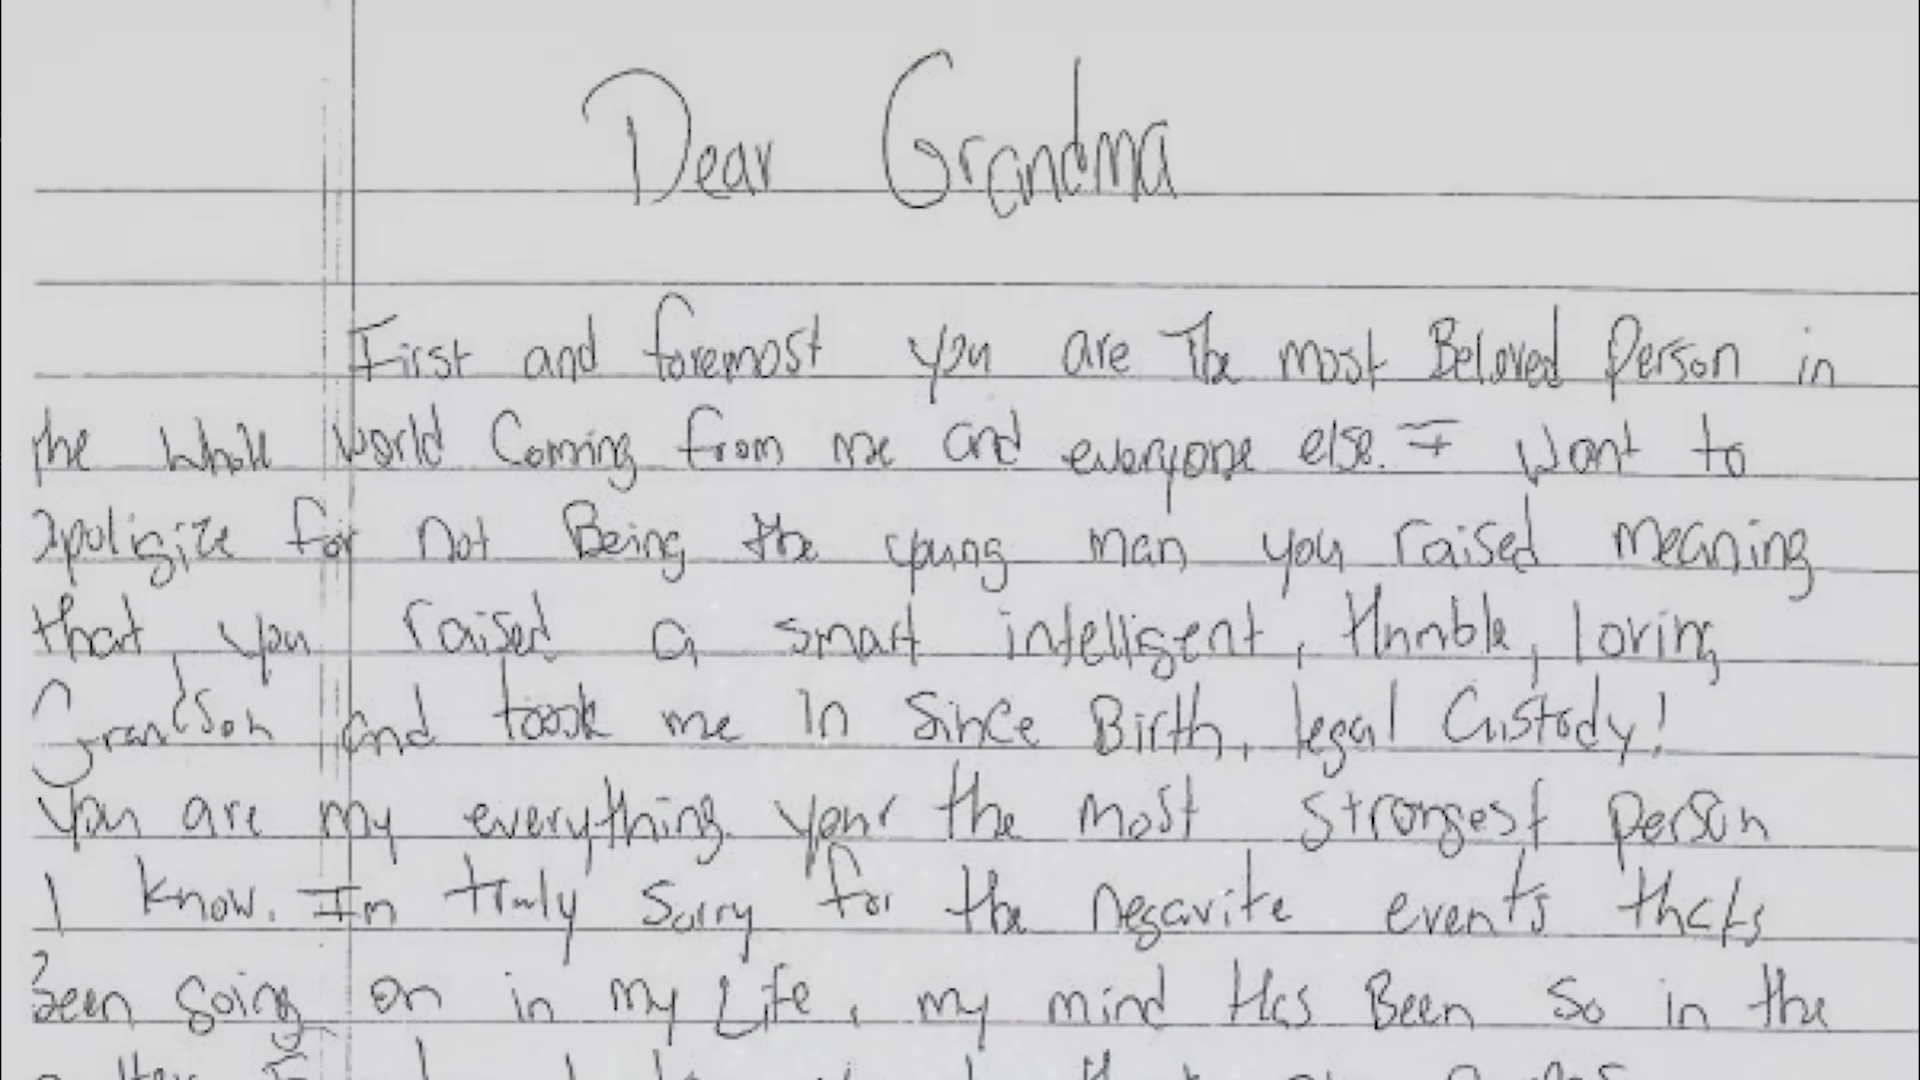 Dear Grandma
First and foremost you are The most Beloved Person in
the whole world Coming from me and everyone else. I want to
apoligize for not Being the young man you raised meaning
that you raised a smart intelligent, Humble, loving
Grandson and took me in Since Birth, legal Custody!
You are my everything. your the most strongest person
I know. Im truly sorry for the negavite events thats
Been going on in my Life, my mind Has Been so in the